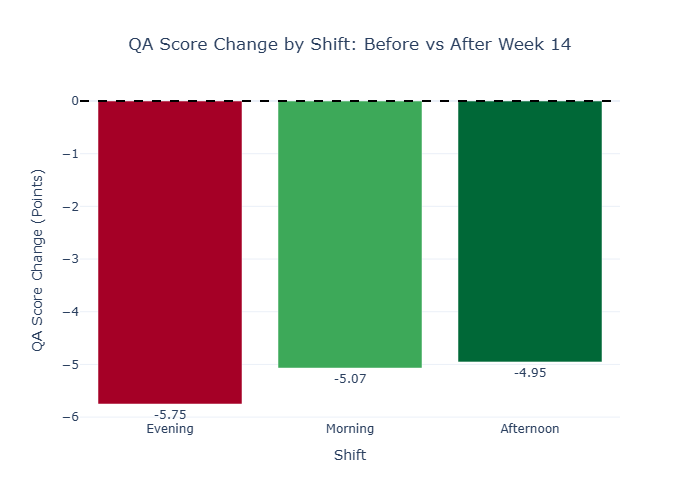 QA Score Change by Shift: Before vs After Week 14
QA Score Change (Points)
0
−1
−2
−3
−4
−5
−6
-5.75
-5.07
-4.95
Evening
Morning
Afternoon
Shift